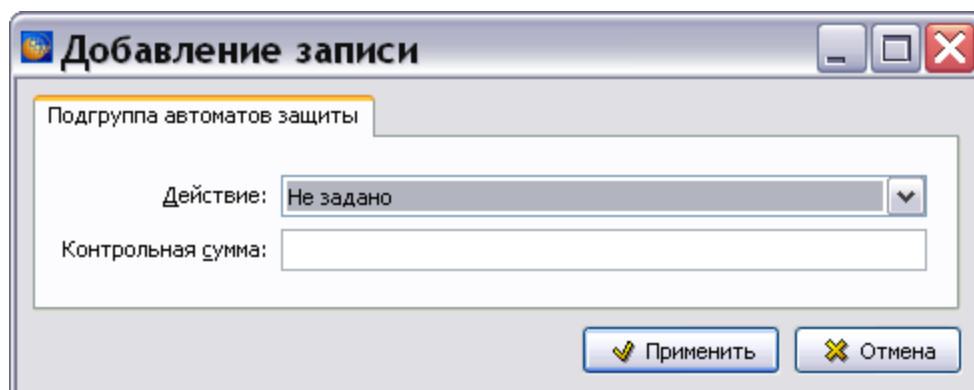 Добавление записи
Подгруппа автоматов защиты
Действие: Не задано
Контрольная сумма:
Применить Отмена